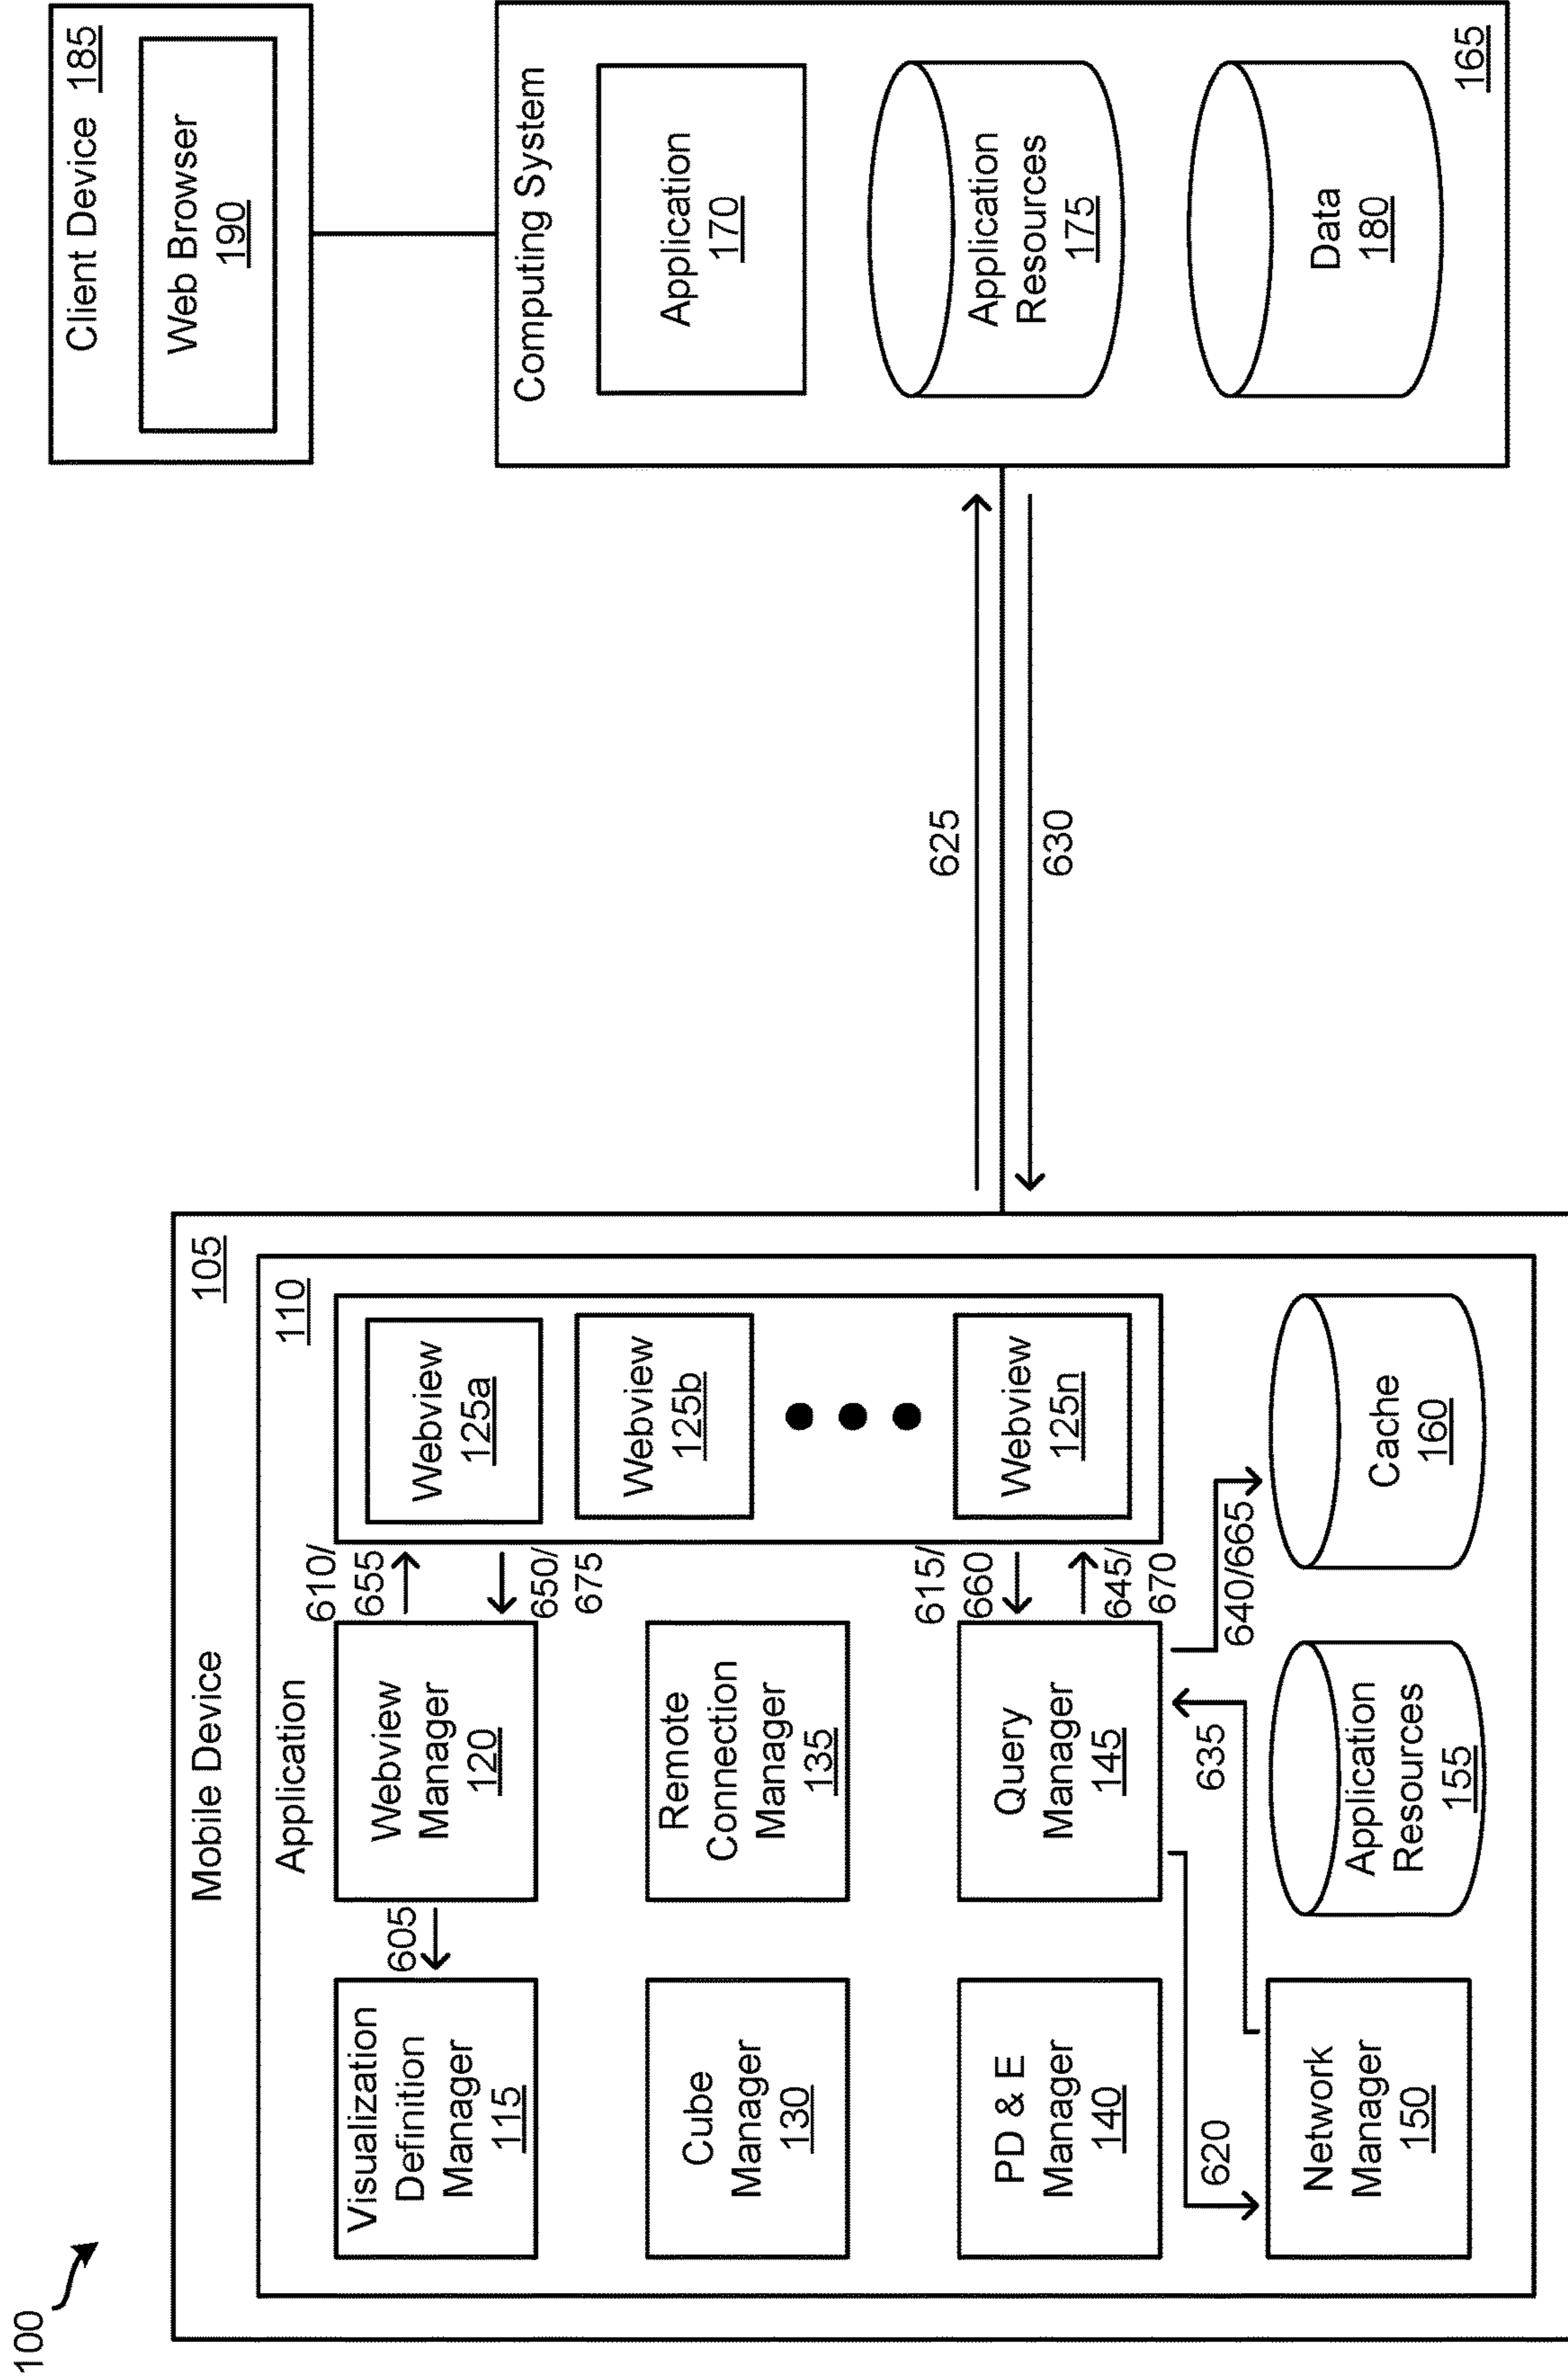 100
Mobile Device
105
Application
110
Visualization
Definition
Manager
115
605
Webview
Manager
120
610/
655
650/
675
Webview
125a
Webview
125b
Webview
125n
Cube
Manager
130
Remote
Connection
Manager
135
PD & E
Manager
140
Query
Manager
145
615/
660
645/
670
620
635
640/665
Network
Manager
150
Application
Resources
155
Cache
160
625
630
Client Device 185
Web Browser
190
Computing System
Application
170
Application
Resources
175
Data
180
165